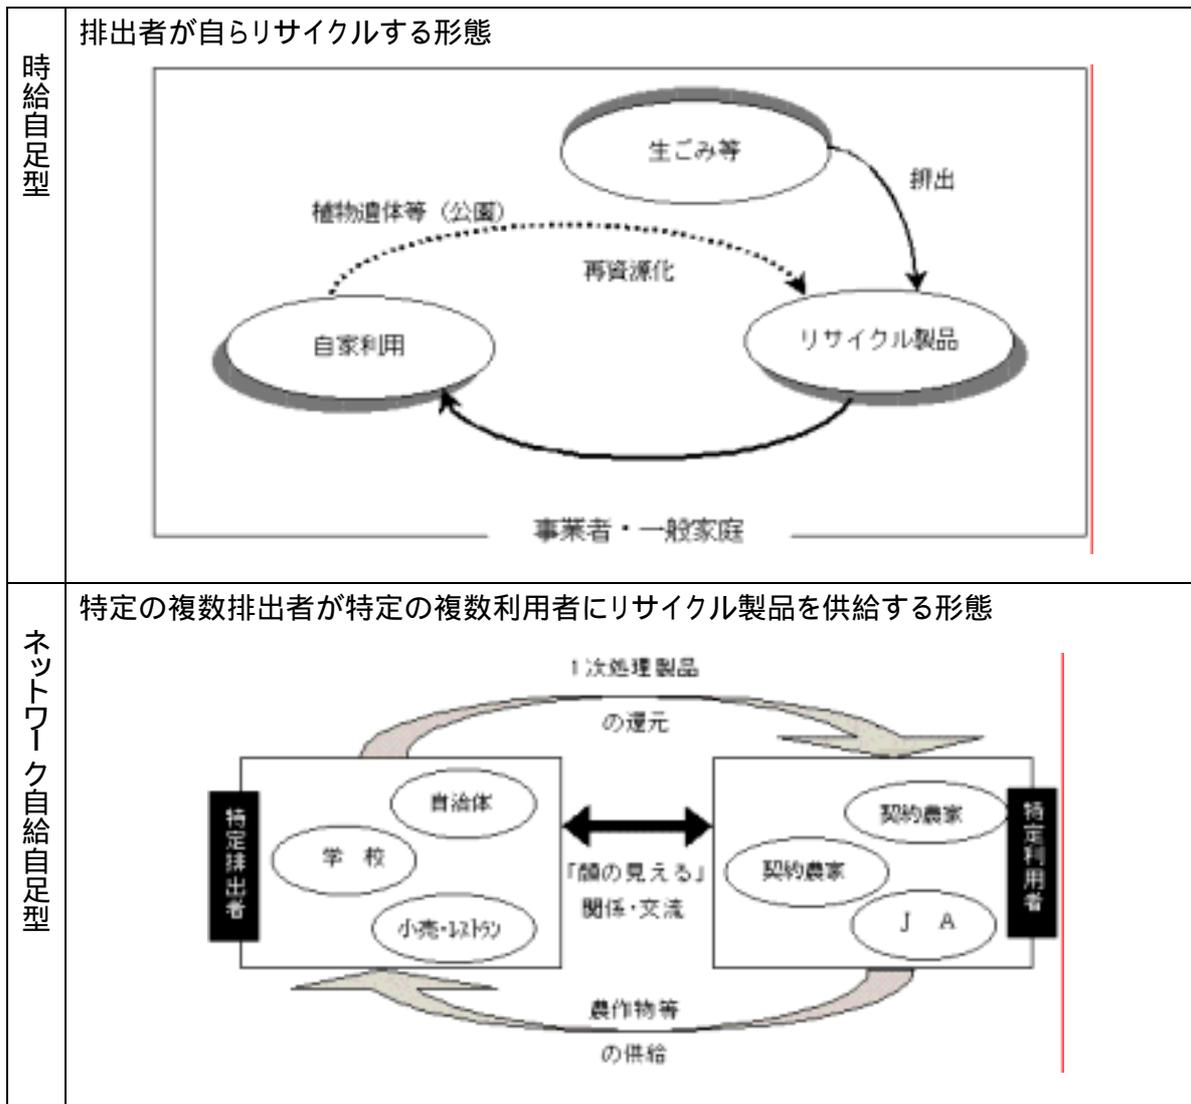 時給自足型
排出者が自らリサイクルする形態
生ごみ等
排出
植物遺体等（公園）
再資源化
自家利用
リサイクル製品
事業者・一般家庭
ネットワーク自給自足型
特定の複数排出者が特定の複数利用者にリサイクル製品を供給する形態
1次処理製品
の還元
特定排出者
自治体
学　校
小売・レストラン
「顔の見える」
関係・交流
契約農家
契約農家
Ｊ　Ａ
特定利用者
農作物等
の供給